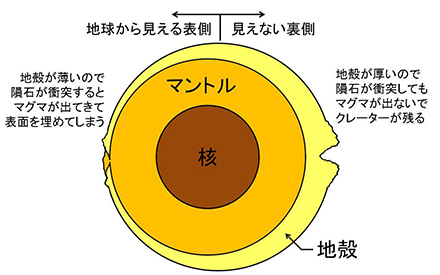 地球から見える表側 見えない裏側
地殻が薄いので
隕石が衝突すると
マグマが出てきて
表面を埋めてしまう
マントル
核
地殻が厚いので
隕石が衝突しても
マグマが出ないで
クレーターが残る
地殻